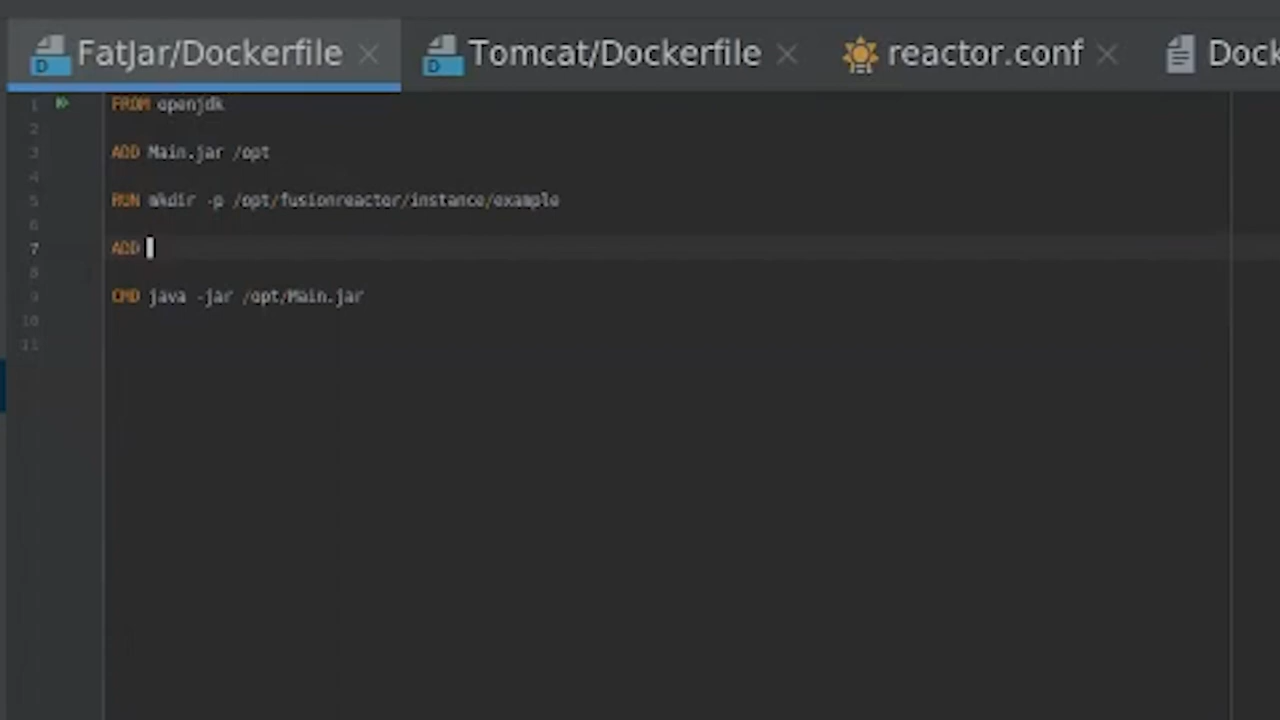 FatJar/Dockerfile Tomcat/Dockerfile reactor.conf Dock
1 FROM openjdk
2
3 ADD Main.jar /opt
4
5 RUN mkdir -p /opt/fusionreactor/instance/example
6
7 ADD
8
9 CMD java -jar /opt/Main.jar
10
11